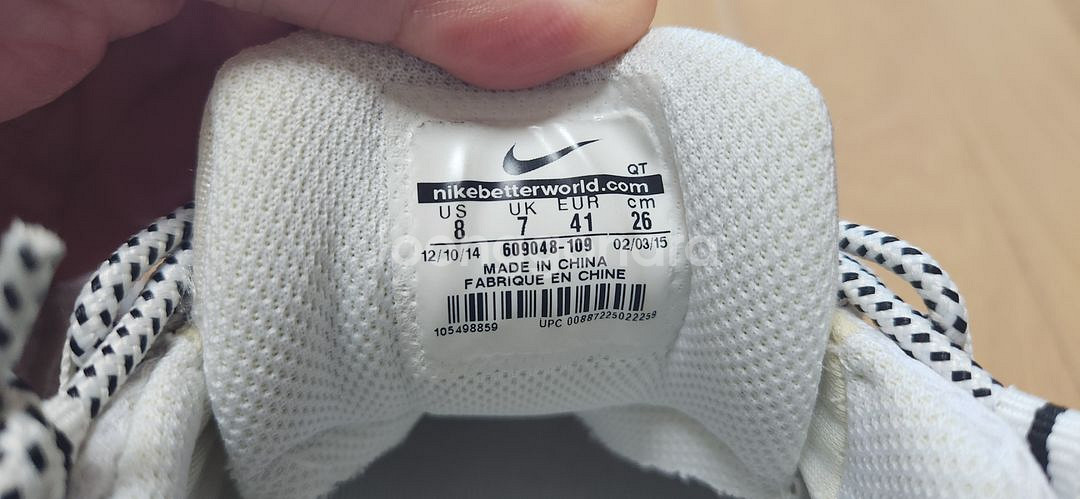 QT
nikebetterworld.com
US UK EUR cm
8 7 41 26
12/10/14 609048-109 02/03/15
MADE IN CHINA
FABRIQUE EN CHINE
105498859 UPC 00887225022259